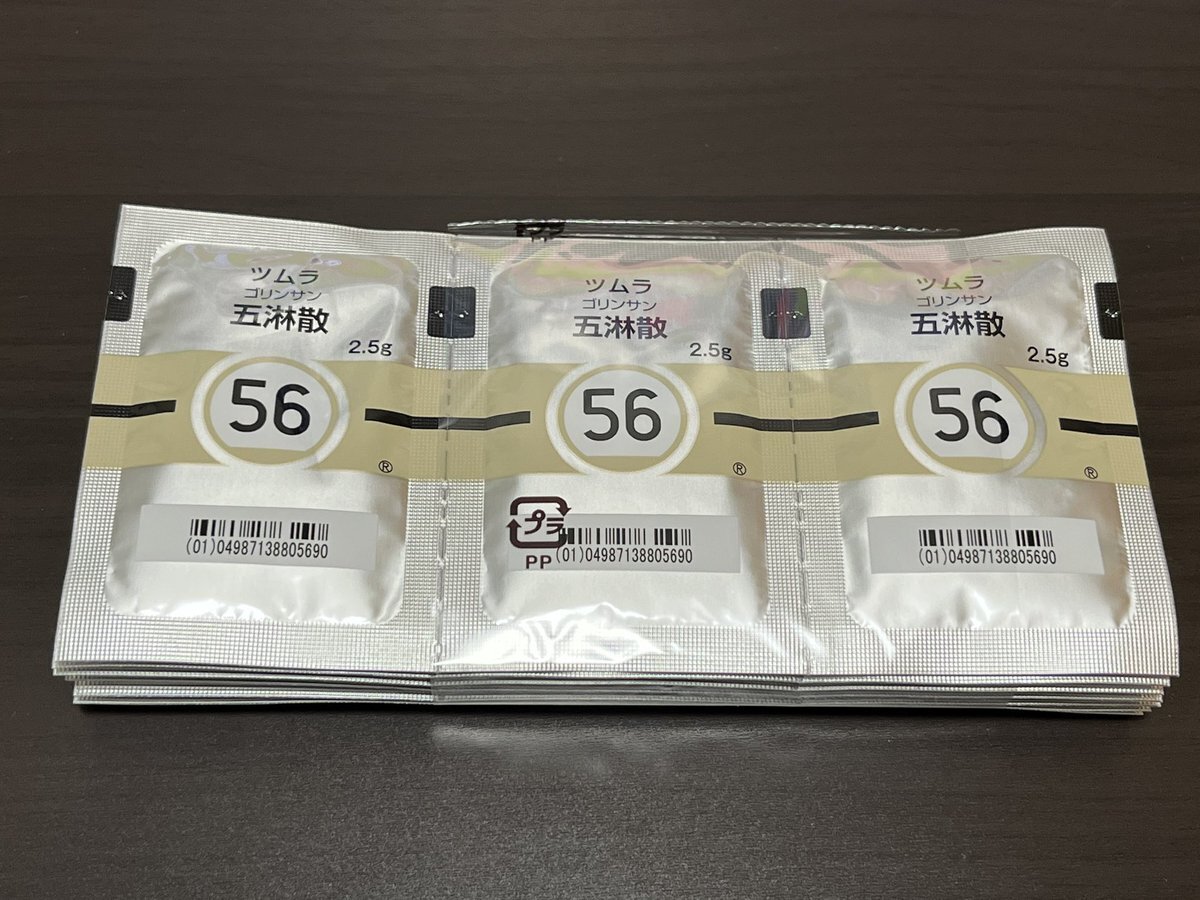 ツムラ
ゴリンサン
五淋散
2.5g
56
®
(01)04987138805690
ツムラ
ゴリンサン
五淋散
2.5g
56
®
プラ
PP
(01)04987138805690
ツムラ
ゴリンサン
五淋散
2.5g
56
®
(01)04987138805690